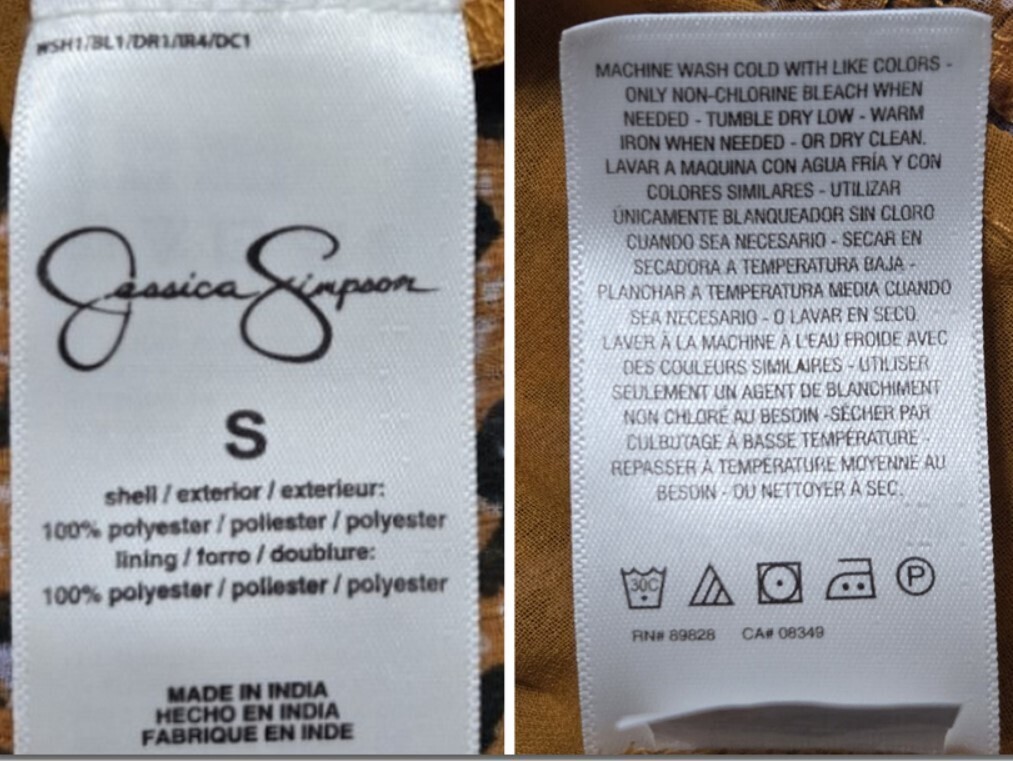 WSH1/BL1/DR1/IR4/DC1
Jessica Simpson
S
shell / exterior / exterieur:
100% polyester / poliester / polyester
lining / forro / doublure:
100% polyester / poliester / polyester
MADE IN INDIA
HECHO EN INDIA
FABRIQUE EN INDE
MACHINE WASH COLD WITH LIKE COLORS -
ONLY NON-CHLORINE BLEACH WHEN
NEEDED - TUMBLE DRY LOW - WARM
IRON WHEN NEEDED - OR DRY CLEAN.
LAVAR A MAQUINA CON AGUA FRÍA Y CON
COLORES SIMILARES - UTILIZAR
ÚNICAMENTE BLANQUEADOR SIN CLORO
CUANDO SEA NECESARIO - SECAR EN
SECADORA A TEMPERATURA BAJA -
PLANCHAR A TEMPERATURA MEDIA CUANDO
SEA NECESARIO - O LAVAR EN SECO.
LAVER À LA MACHINE À L'EAU FROIDE AVEC
DES COULEURS SIMILAIRES - UTILISER
SEULEMENT UN AGENT DE BLANCHIMENT
NON CHLORÉ AU BESOIN -SÉCHER PAR
CULBUTAGE À BASSE TEMPÉRATURE -
REPASSER À TEMPÉRATURE MOYENNE AU
BESOIN - OU NETTOYER À SEC.
30C
P
RN# 89828 CA# 08349